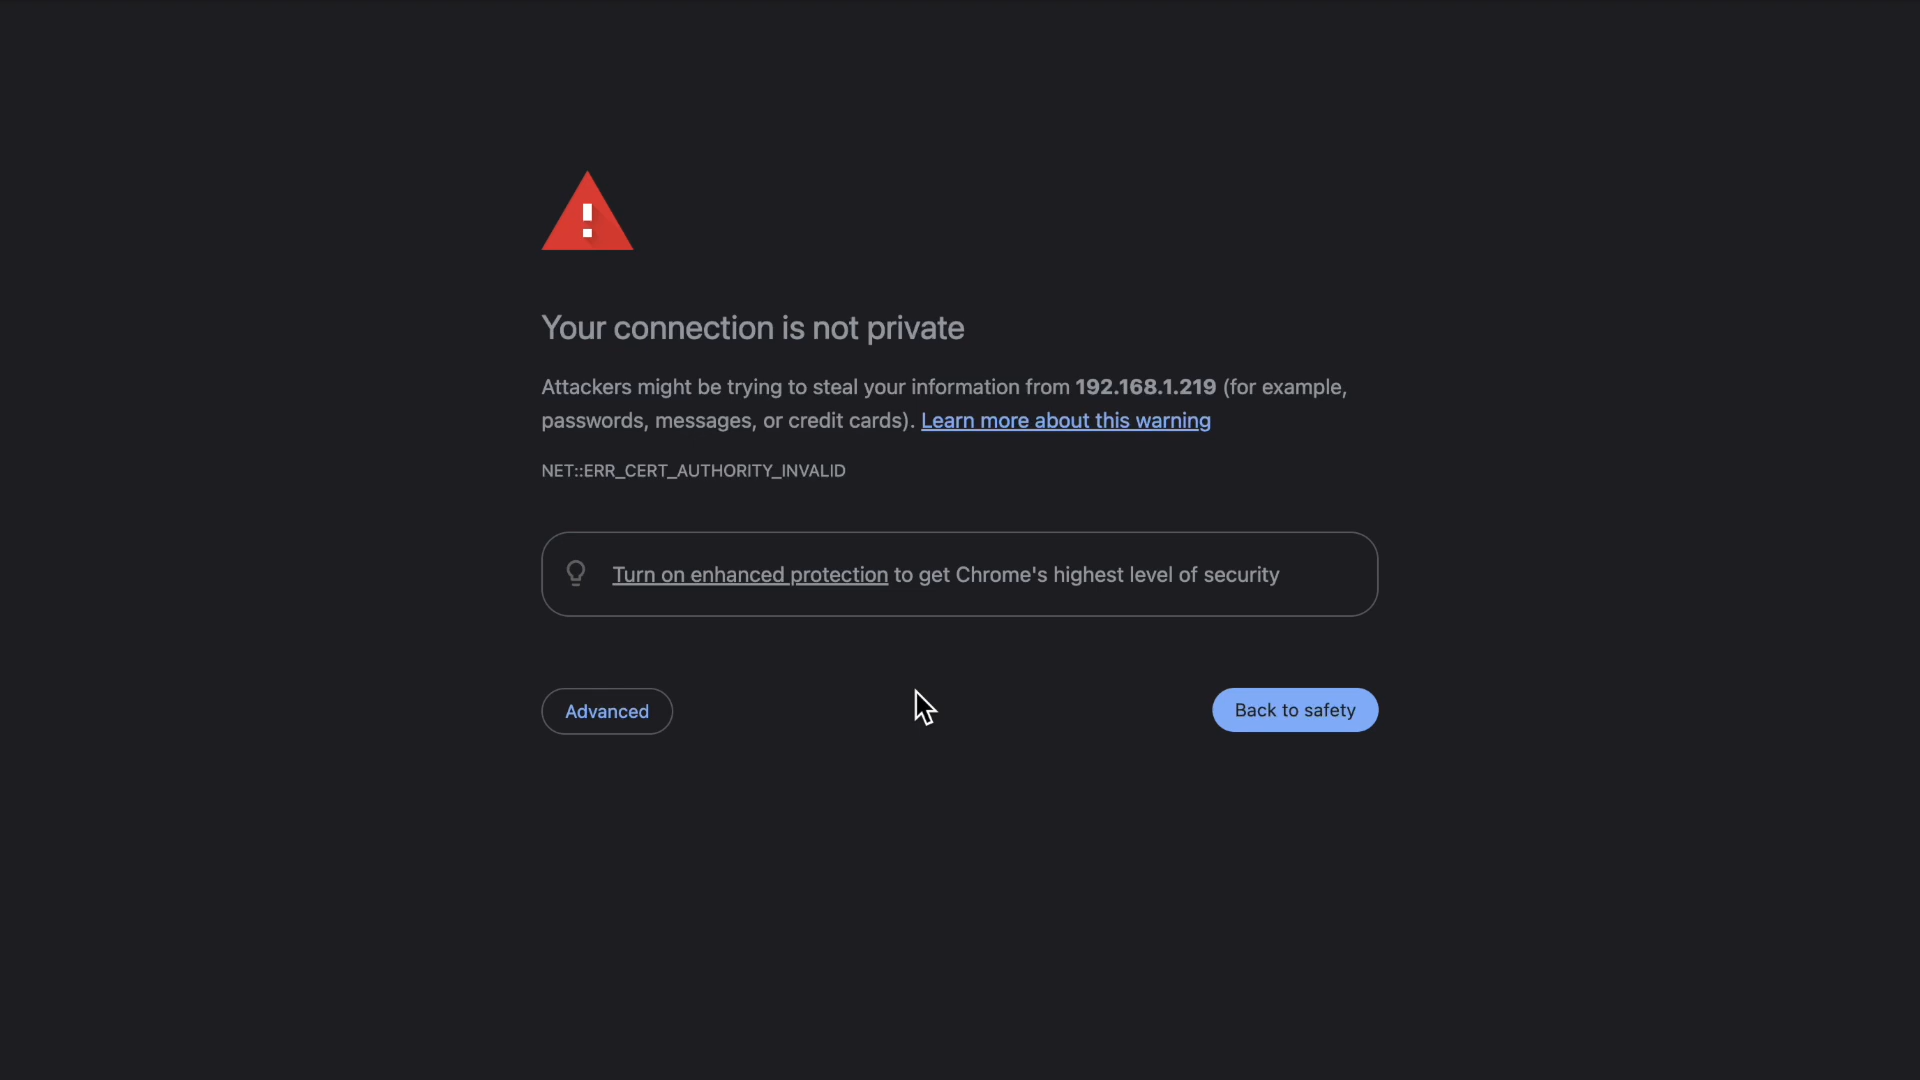 Your connection is not private
Attackers might be trying to steal your information from 192.168.1.219 (for example,
passwords, messages, or credit cards). Learn more about this warning
NET::ERR_CERT_AUTHORITY_INVALID
Turn on enhanced protection to get Chrome's highest level of security
Advanced
Back to safety